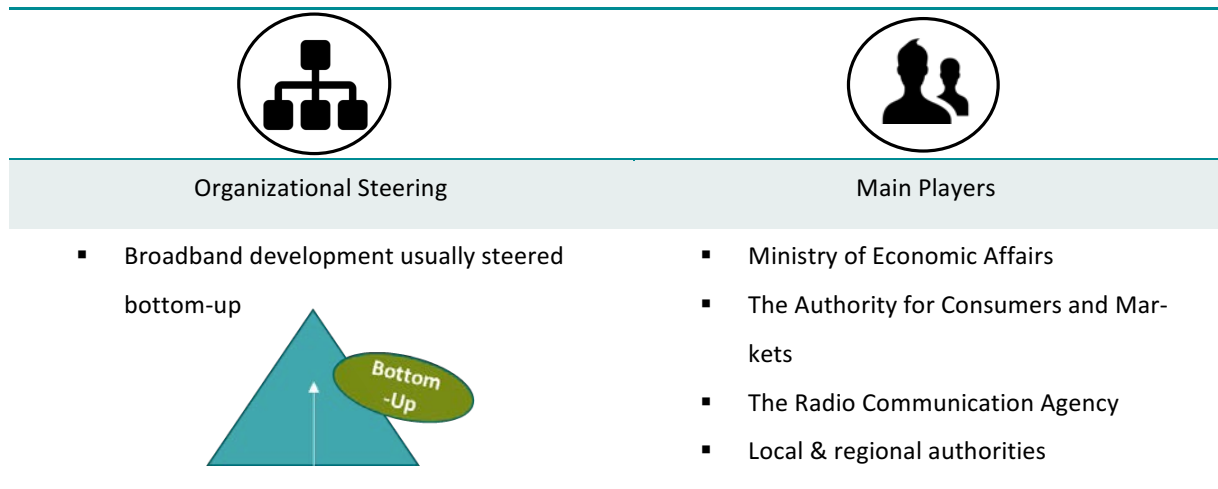 Organizational Steering
Main Players
▪ Broadband development usually steered
bottom-up
Bottom
-Up
▪ Ministry of Economic Affairs
▪ The Authority for Consumers and Mar-
kets
▪ The Radio Communication Agency
▪ Local & regional authorities